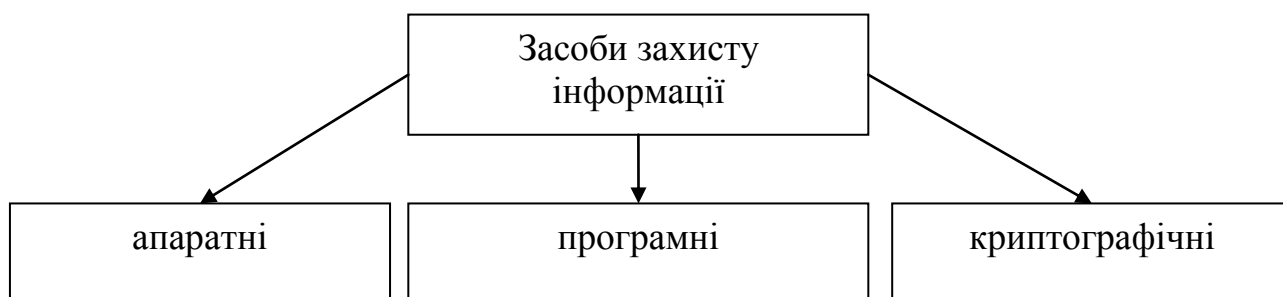 Засоби захисту
інформації
апаратні
програмні
криптографічні